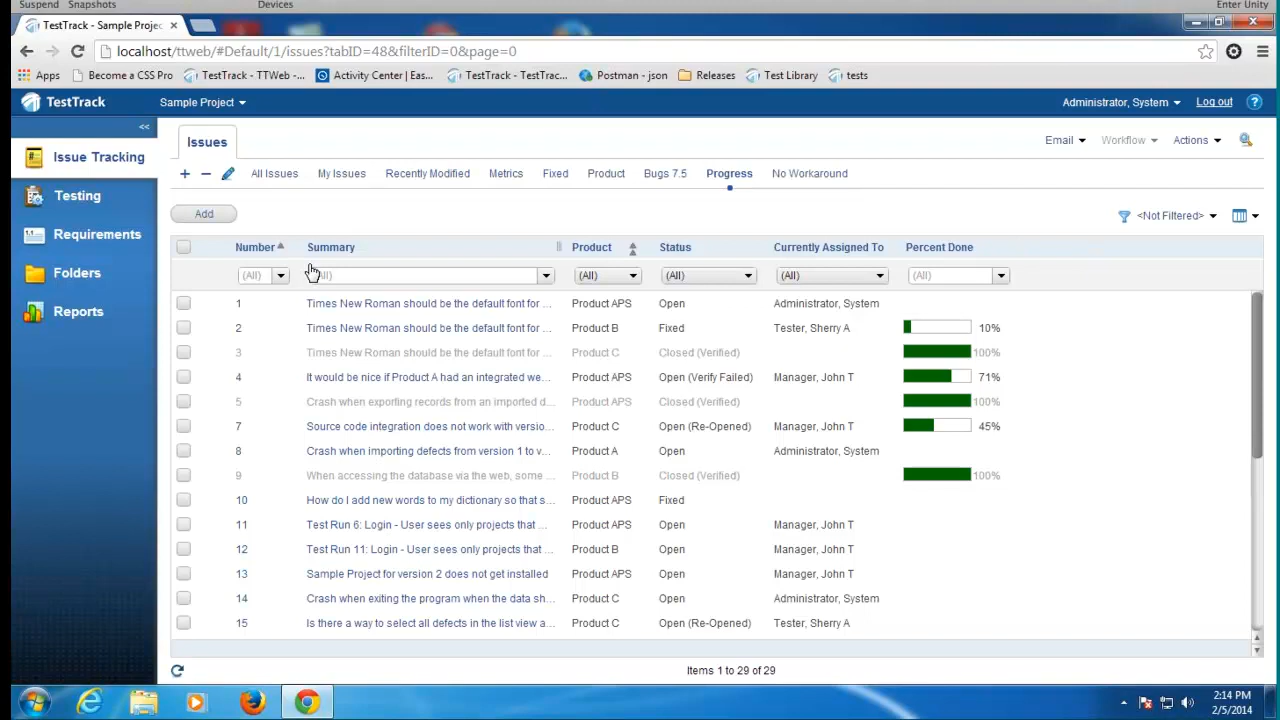 Suspend Snapshots Devices Enter Unity
TestTrack - Sample Projec
localhost/ttweb/#Default/1/issues?tabID=48&filterID=0&page=0
Apps Become a CSS Pro TestTrack - TTWeb -... Activity Center | Eas... TestTrack - TestTrac... Postman - json Releases Test Library tests
TestTrack Sample Project Administrator, System Log out ?
<<
Issues Email Workflow Actions
Issue Tracking
All Issues My Issues Recently Modified Metrics Fixed Product Bugs 7.5 Progress No Workaround
Testing
Add <Not Filtered>
Requirements
Number Summary Product Status Currently Assigned To Percent Done
Folders
(All) (All) (All) (All) (All) (All)
Reports
1 Times New Roman should be the default font for ... Product APS Open Administrator, System
2 Times New Roman should be the default font for ... Product B Fixed Tester, Sherry A 10%
3 Times New Roman should be the default font for ... Product C Closed (Verified) 100%
4 It would be nice if Product A had an integrated we... Product APS Open (Verify Failed) Manager, John T 71%
5 Crash when exporting records from an imported d... Product APS Closed (Verified) 100%
7 Source code integration does not work with versio... Product C Open (Re-Opened) Manager, John T 45%
8 Crash when importing defects from version 1 to v... Product A Open Administrator, System
9 When accessing the database via the web, some ... Product B Closed (Verified) 100%
10 How do I add new words to my dictionary so that s... Product APS Fixed
11 Test Run 6: Login - User sees only projects that ... Product APS Open Manager, John T
12 Test Run 11: Login - User sees only projects that ... Product B Open Manager, John T
13 Sample Project for version 2 does not get installed Product APS Open Manager, John T
14 Crash when exiting the program when the data sh... Product C Open Administrator, System
15 Is there a way to select all defects in the list view a... Product C Open (Re-Opened) Tester, Sherry A
Items 1 to 29 of 29
2:14 PM
2/5/2014